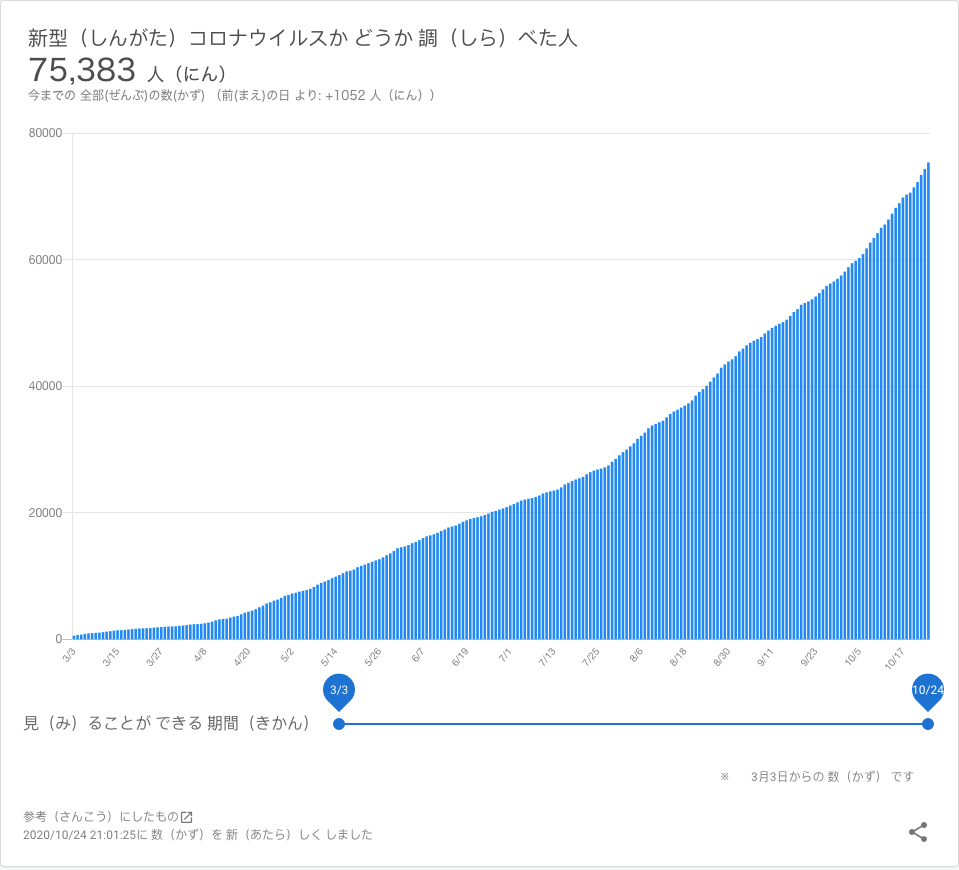 新型（しんがた）コロナウイルスか どうか 調（しら）べた人
75,383 人（にん）
今までの 全部(ぜんぶ)の数(かず) （前(まえ)の日 より: +1052 人（にん））
80000
60000
40000
20000
0
3/3 3/15 3/27 4/8 4/20 5/2 5/14 5/26 6/7 6/19 7/1 7/13 7/25 8/6 8/18 8/30 9/11 9/23 10/5 10/17
3/3 10/24
見（み）ることが できる 期間（きかん）
※ 3月3日からの 数（かず） です
参考（さんこう）にしたもの
2020/10/24 21:01:25に 数（かず）を 新（あたら）しく しました